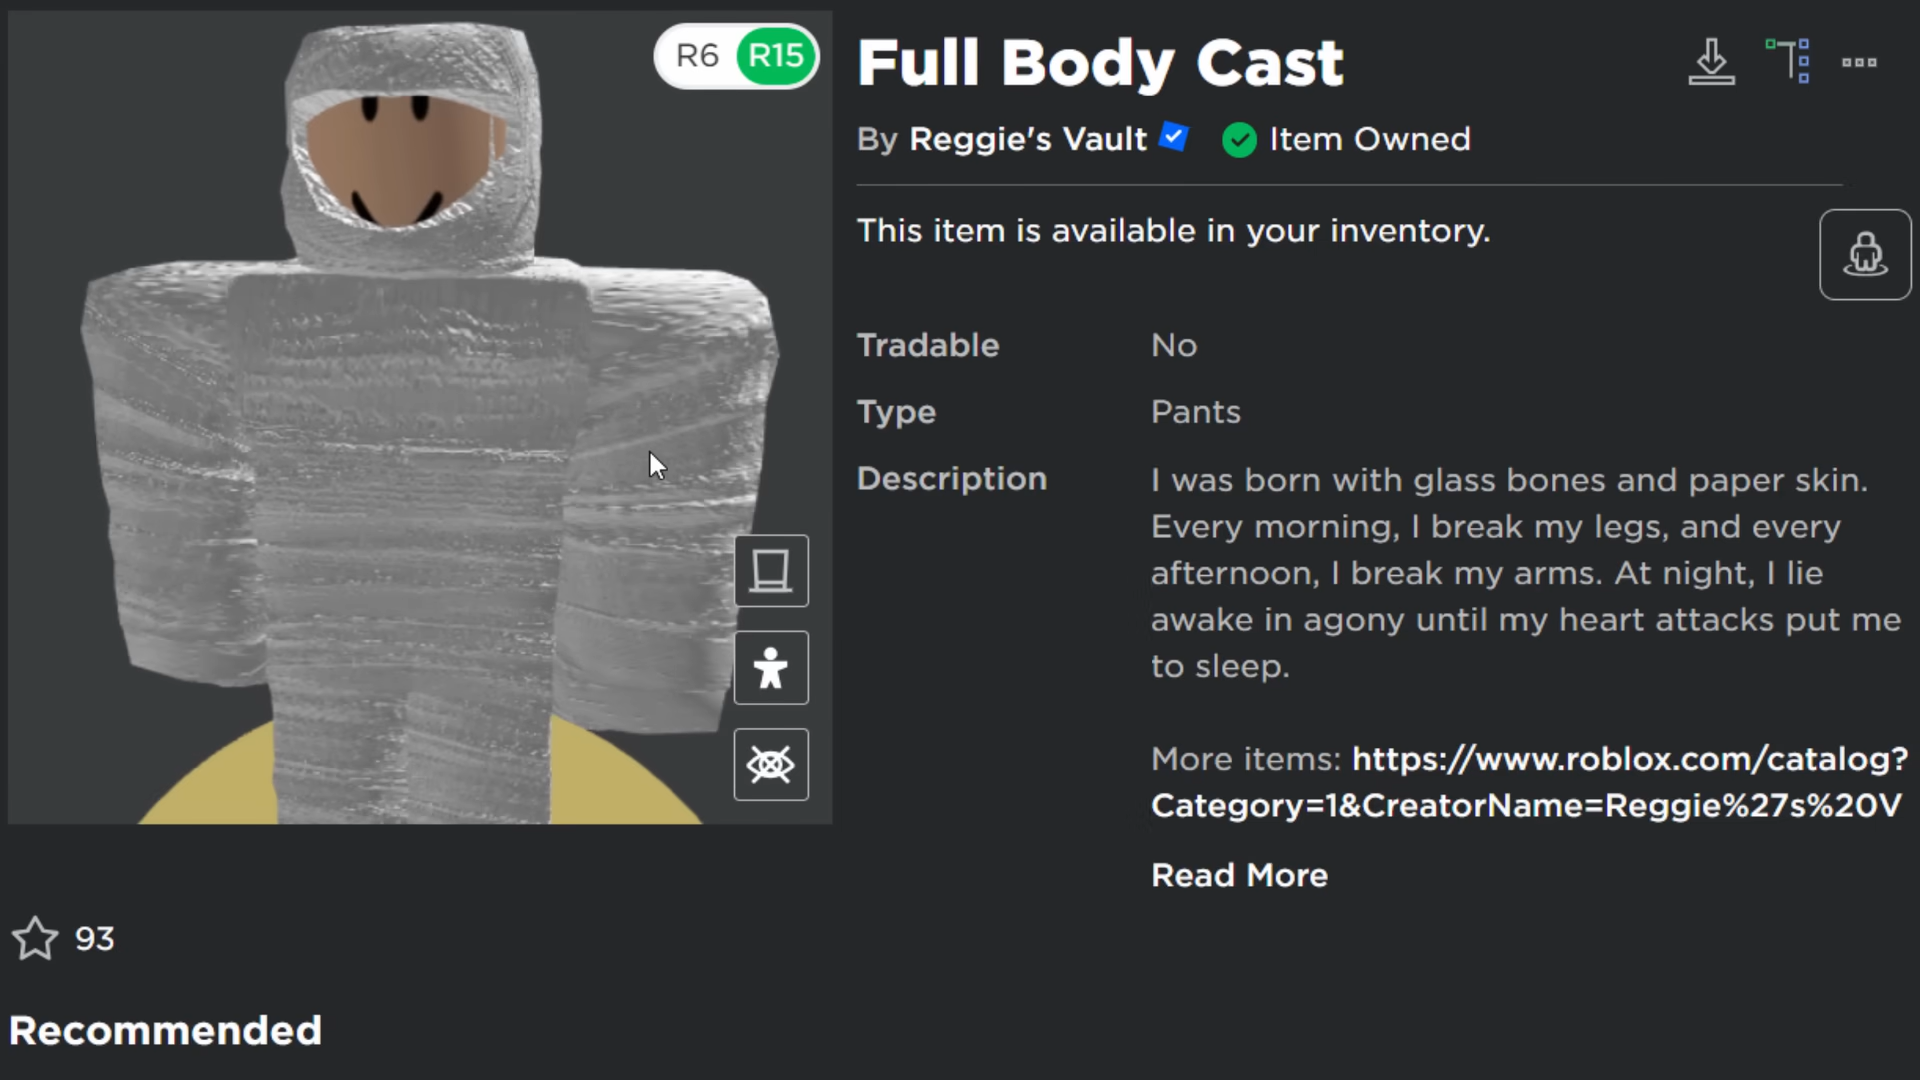 R6 R15
Full Body Cast
By Reggie's Vault Item Owned
This item is available in your inventory.
Tradable No
Type Pants
Description I was born with glass bones and paper skin.
Every morning, I break my legs, and every
afternoon, I break my arms. At night, I lie
awake in agony until my heart attacks put me
to sleep.
More items: https://www.roblox.com/catalog?
Category=1&CreatorName=Reggie%27s%20V
Read More
93
Recommended